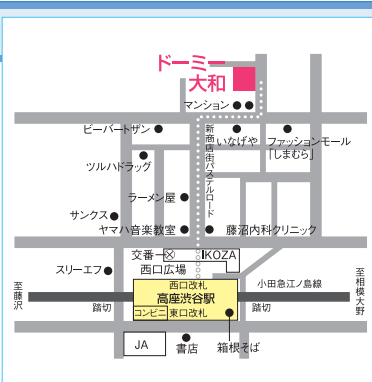 ドーミー
大和
マンション
ビーバートザン
いなげや
ファッションモール
「しまむら」
新商店街パステルロード
ツルハドラッグ
ラーメン屋
サンクス
ヤマハ音楽教室
藤沼内科クリニック
交番
IKOZA
西口広場
スリーエフ
小田急江ノ島線
至藤沢
至相模大野
西口改札
高座渋谷駅
踏切
踏切
コンビニ
東口改札
JA
書店
箱根そば